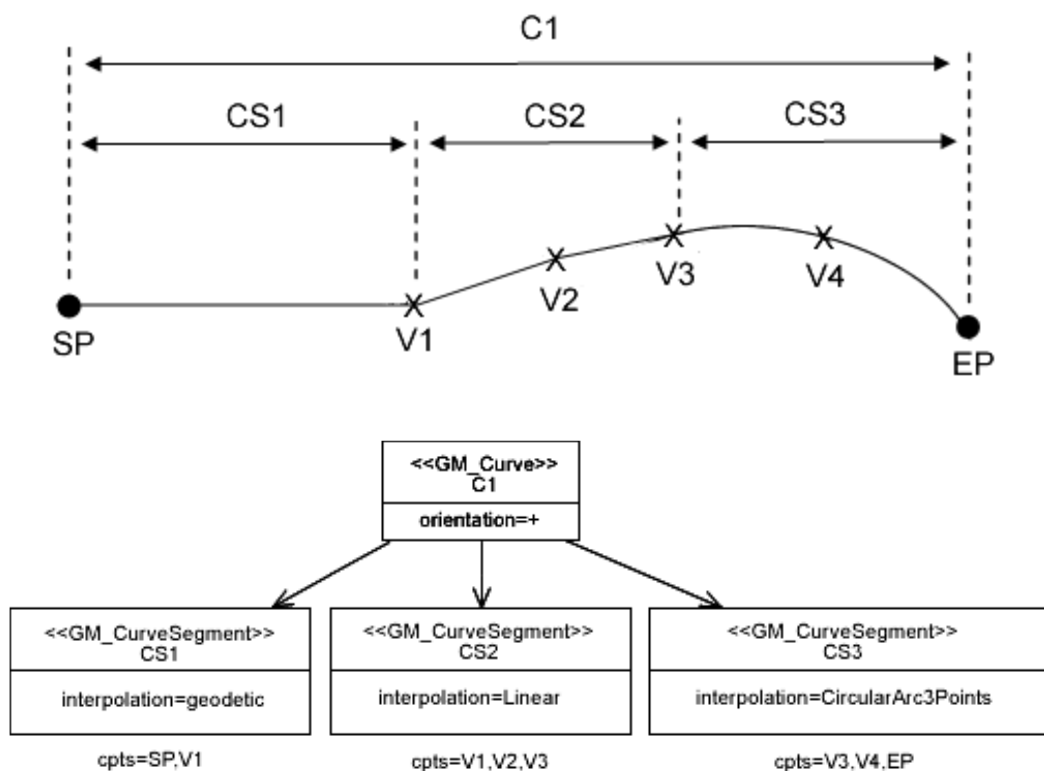 C1
CS1 CS2 CS3
SP V1 V2 V3 V4 EP
<<GM_Curve>>
C1
orientation=+
<<GM_CurveSegment>>
CS1
interpolation=geodetic
cpts=SP,V1
<<GM_CurveSegment>>
CS2
interpolation=Linear
cpts=V1,V2,V3
<<GM_CurveSegment>>
CS3
interpolation=CircularArc3Points
cpts=V3,V4,EP